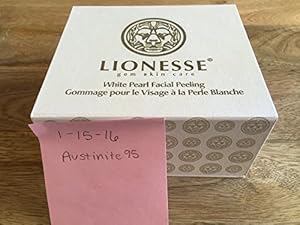 LIONESSE
gem skin care
White Pearl Facial Peeling
Gommage pour le Visage à la Perle Blanche
1-15-16
Austinite95